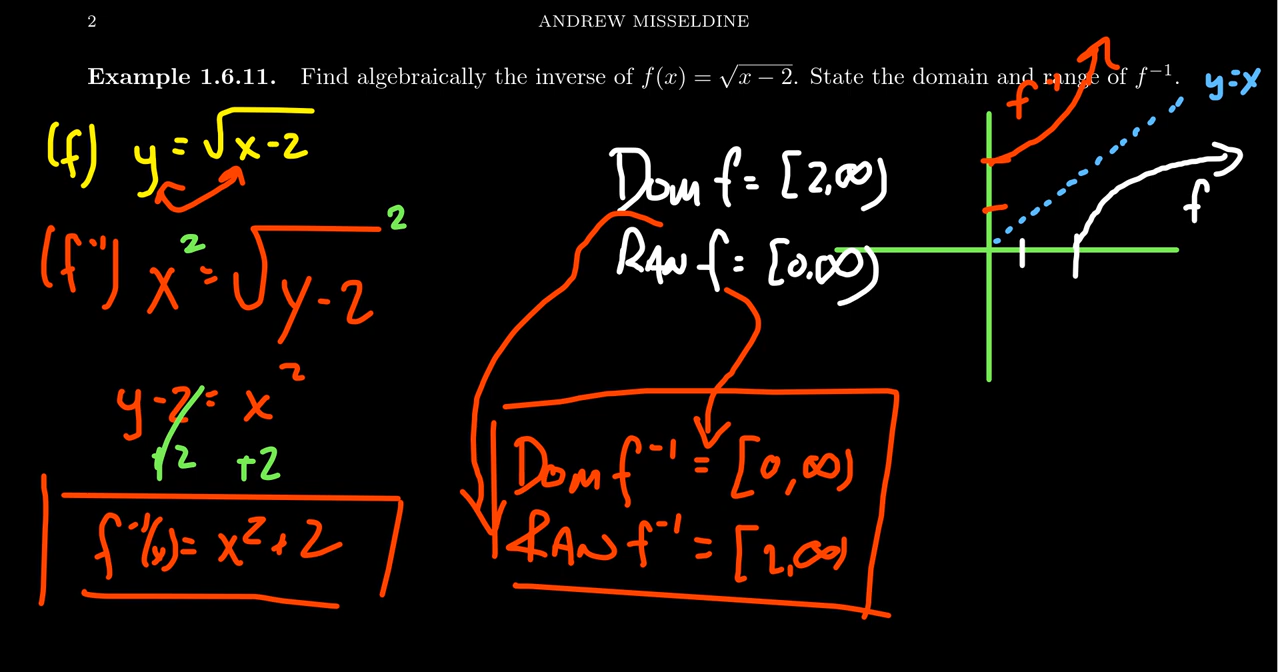 2 ANDREW MISSELDINE
Example 1.6.11. Find algebraically the inverse of f(x) = √(x − 2). State the domain and range of f⁻¹.
(f) y = √(x-2)
(f⁻¹) x² = √(y-2)²
y-2 = x²
+2 +2
f⁻¹(x) = x² + 2
Dom f = [2,∞)
RAN f = [0,∞)
Dom f⁻¹ = [0,∞)
RAN f⁻¹ = [2,∞)
f⁻¹
y=x
f